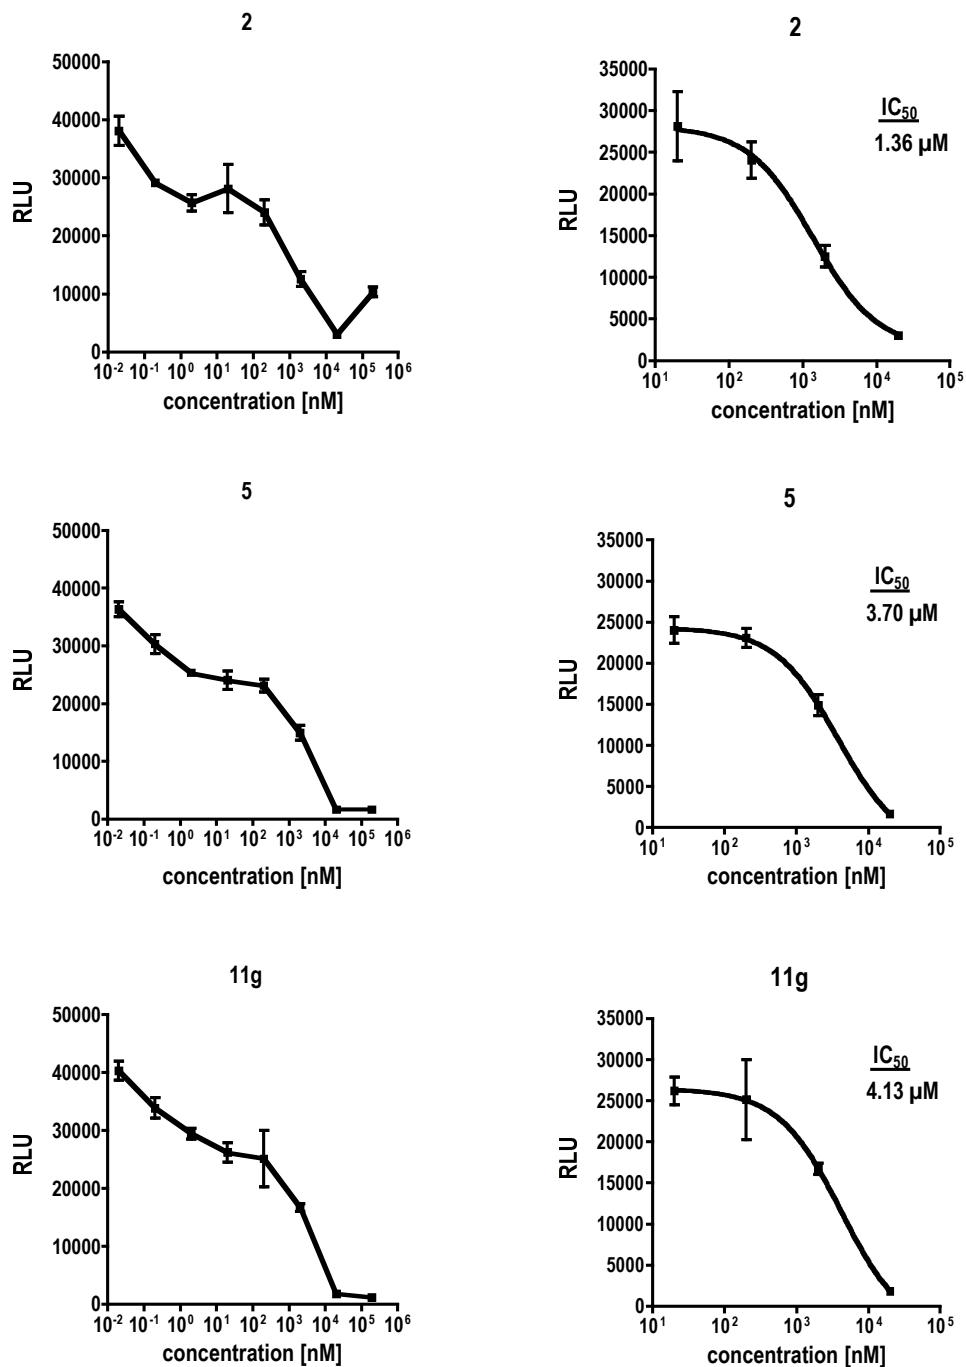 2
50000
40000
30000
20000
10000
0
RLU
10⁻² 10⁻¹ 10⁰ 10¹ 10² 10³ 10⁴ 10⁵ 10⁶
concentration [nM]
2
35000
30000
25000
20000
15000
10000
5000
0
RLU
IC₅₀
1.36 µM
10¹ 10² 10³ 10⁴ 10⁵
concentration [nM]
5
50000
40000
30000
20000
10000
0
RLU
10⁻² 10⁻¹ 10⁰ 10¹ 10² 10³ 10⁴ 10⁵ 10⁶
concentration [nM]
5
35000
30000
25000
20000
15000
10000
5000
0
RLU
IC₅₀
3.70 µM
10¹ 10² 10³ 10⁴ 10⁵
concentration [nM]
11g
50000
40000
30000
20000
10000
0
RLU
10⁻² 10⁻¹ 10⁰ 10¹ 10² 10³ 10⁴ 10⁵ 10⁶
concentration [nM]
11g
35000
30000
25000
20000
15000
10000
5000
0
RLU
IC₅₀
4.13 µM
10¹ 10² 10³ 10⁴ 10⁵
concentration [nM]